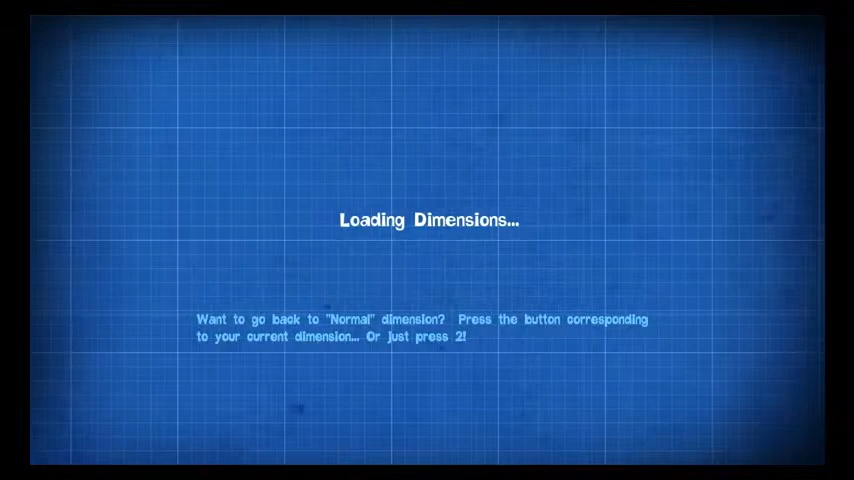 Loading Dimensions...
Want to go back to "Normal" dimension? Press the button corresponding
to your current dimension... Or just press 2!